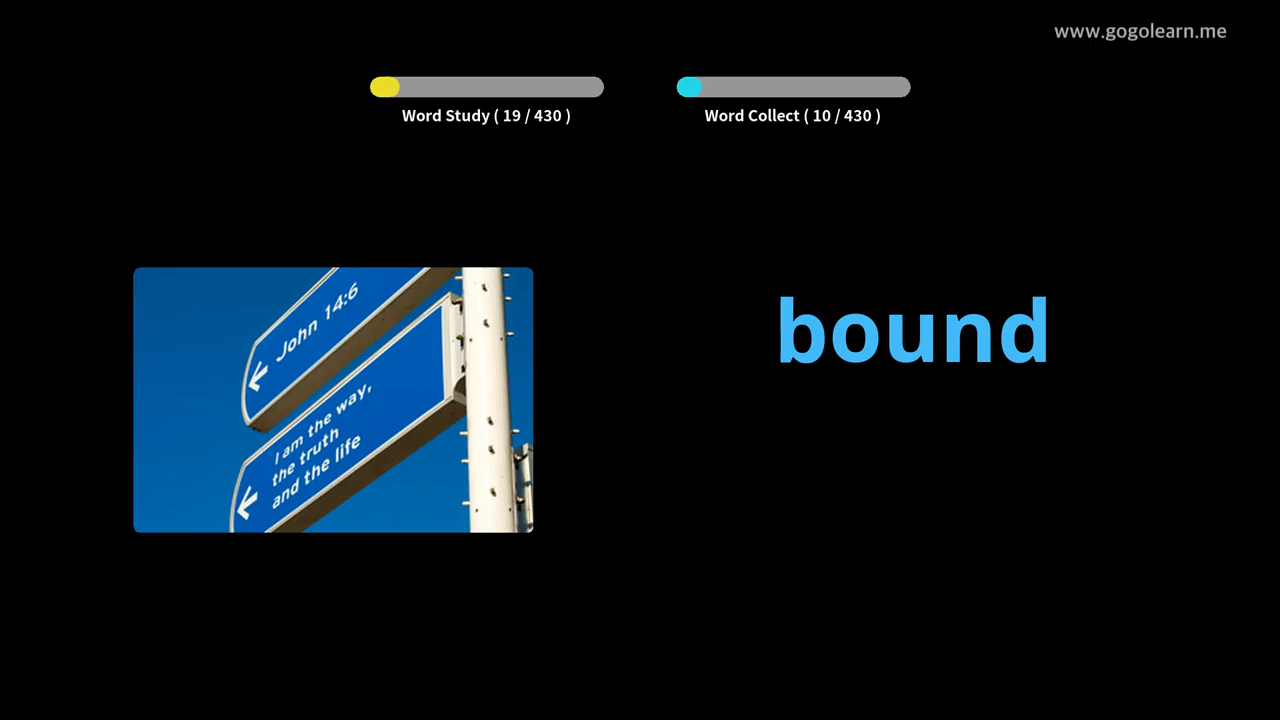 www.gogolearn.me
Word Study ( 19 / 430 )
Word Collect ( 10 / 430 )
John 14:6
I am the way,
the truth
and the life
bound